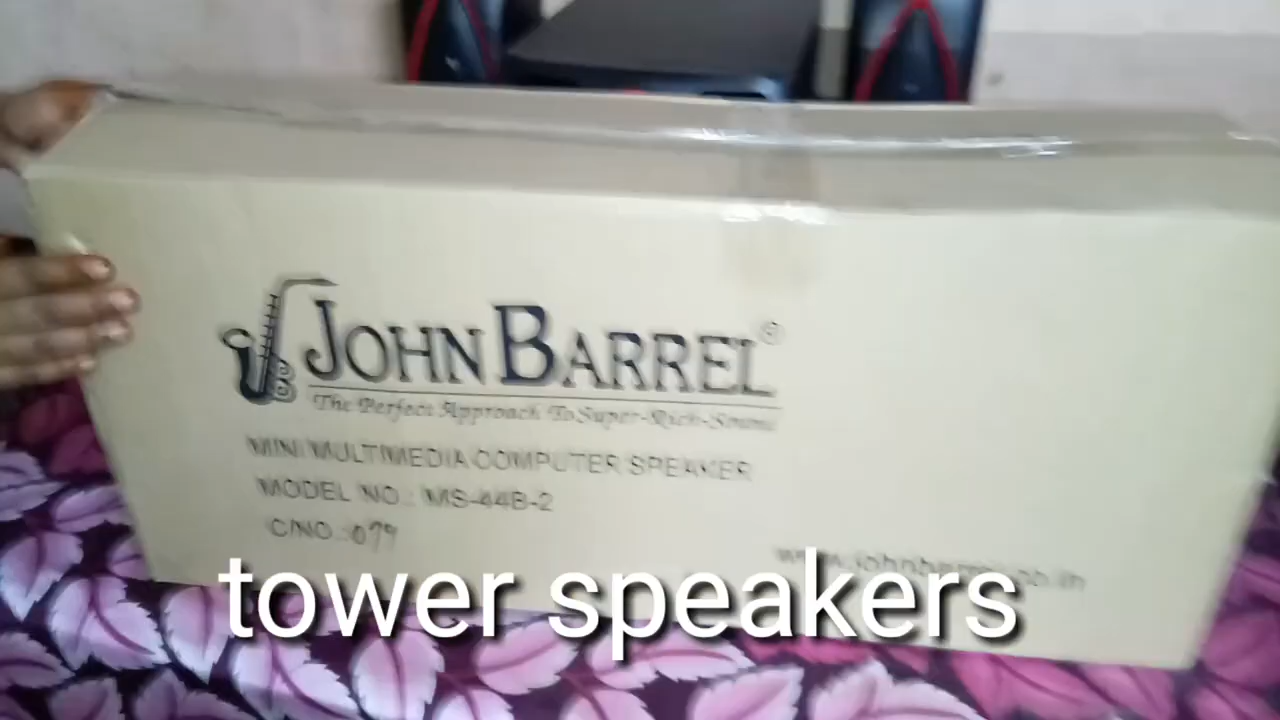 JOHN BARREL®
The Perfect Approach To Super-Rich-Sound
MINI MULTIMEDIA COMPUTER SPEAKER
MODEL NO.: MS-44B-2
C/NO.:079
tower speakers